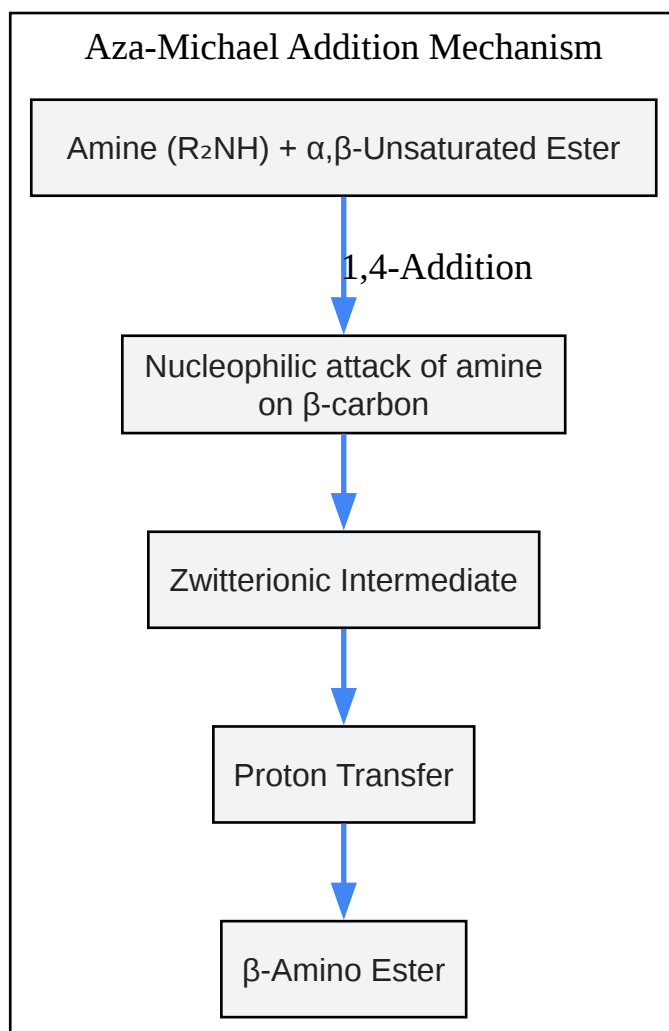 Aza-Michael Addition Mechanism
Amine (R₂NH) + α,β-Unsaturated Ester
1,4-Addition
Nucleophilic attack of amine
on β-carbon
Zwitterionic Intermediate
Proton Transfer
β-Amino Ester